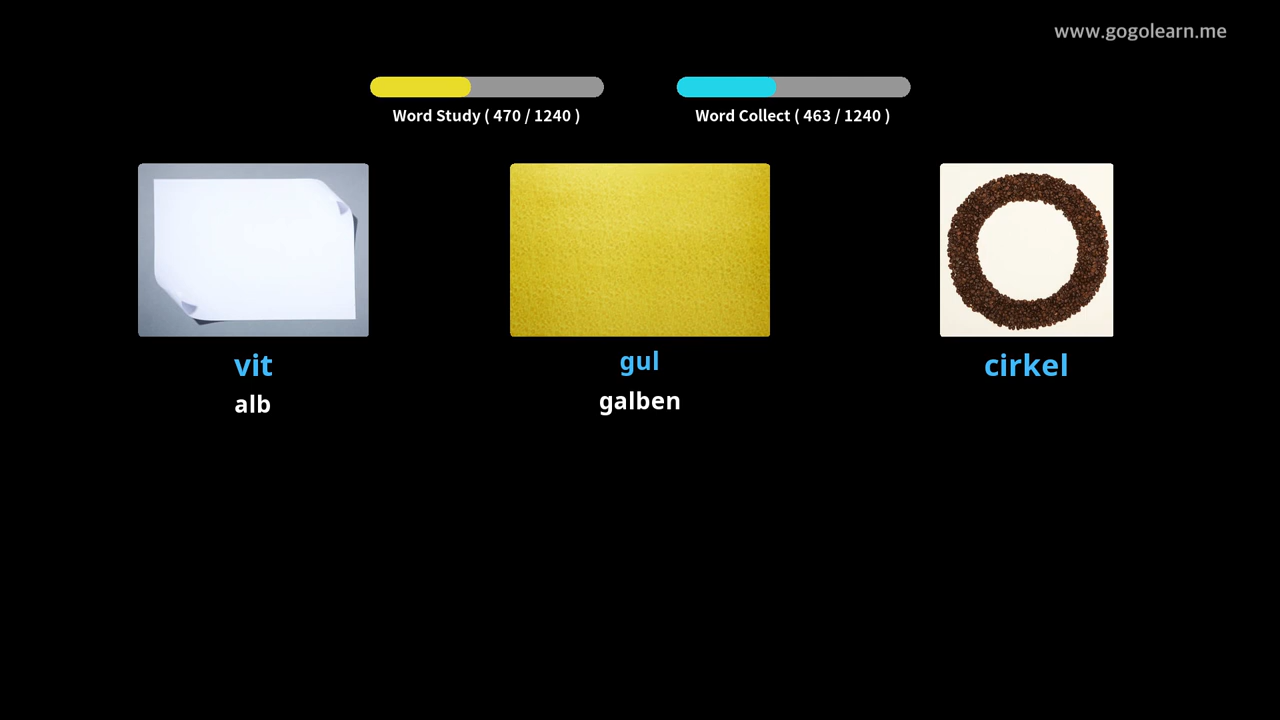 www.gogolearn.me
Word Study ( 470 / 1240 )
Word Collect ( 463 / 1240 )
vit
gul
cirkel
alb
galben